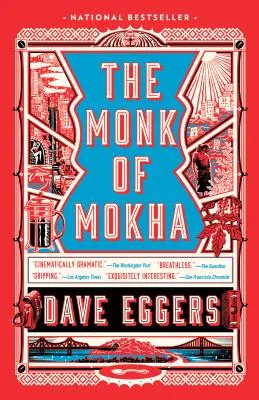 NATIONAL BESTSELLER
THE
MONK
OF
MOKHA
"CINEMATICALLY DRAMATIC." —The Washington Post "BREATHLESS." —The Guardian
"GRIPPING." —Los Angeles Times "EXQUISITELY INTERESTING." —San Francisco Chronicle
DAVE EGGERS